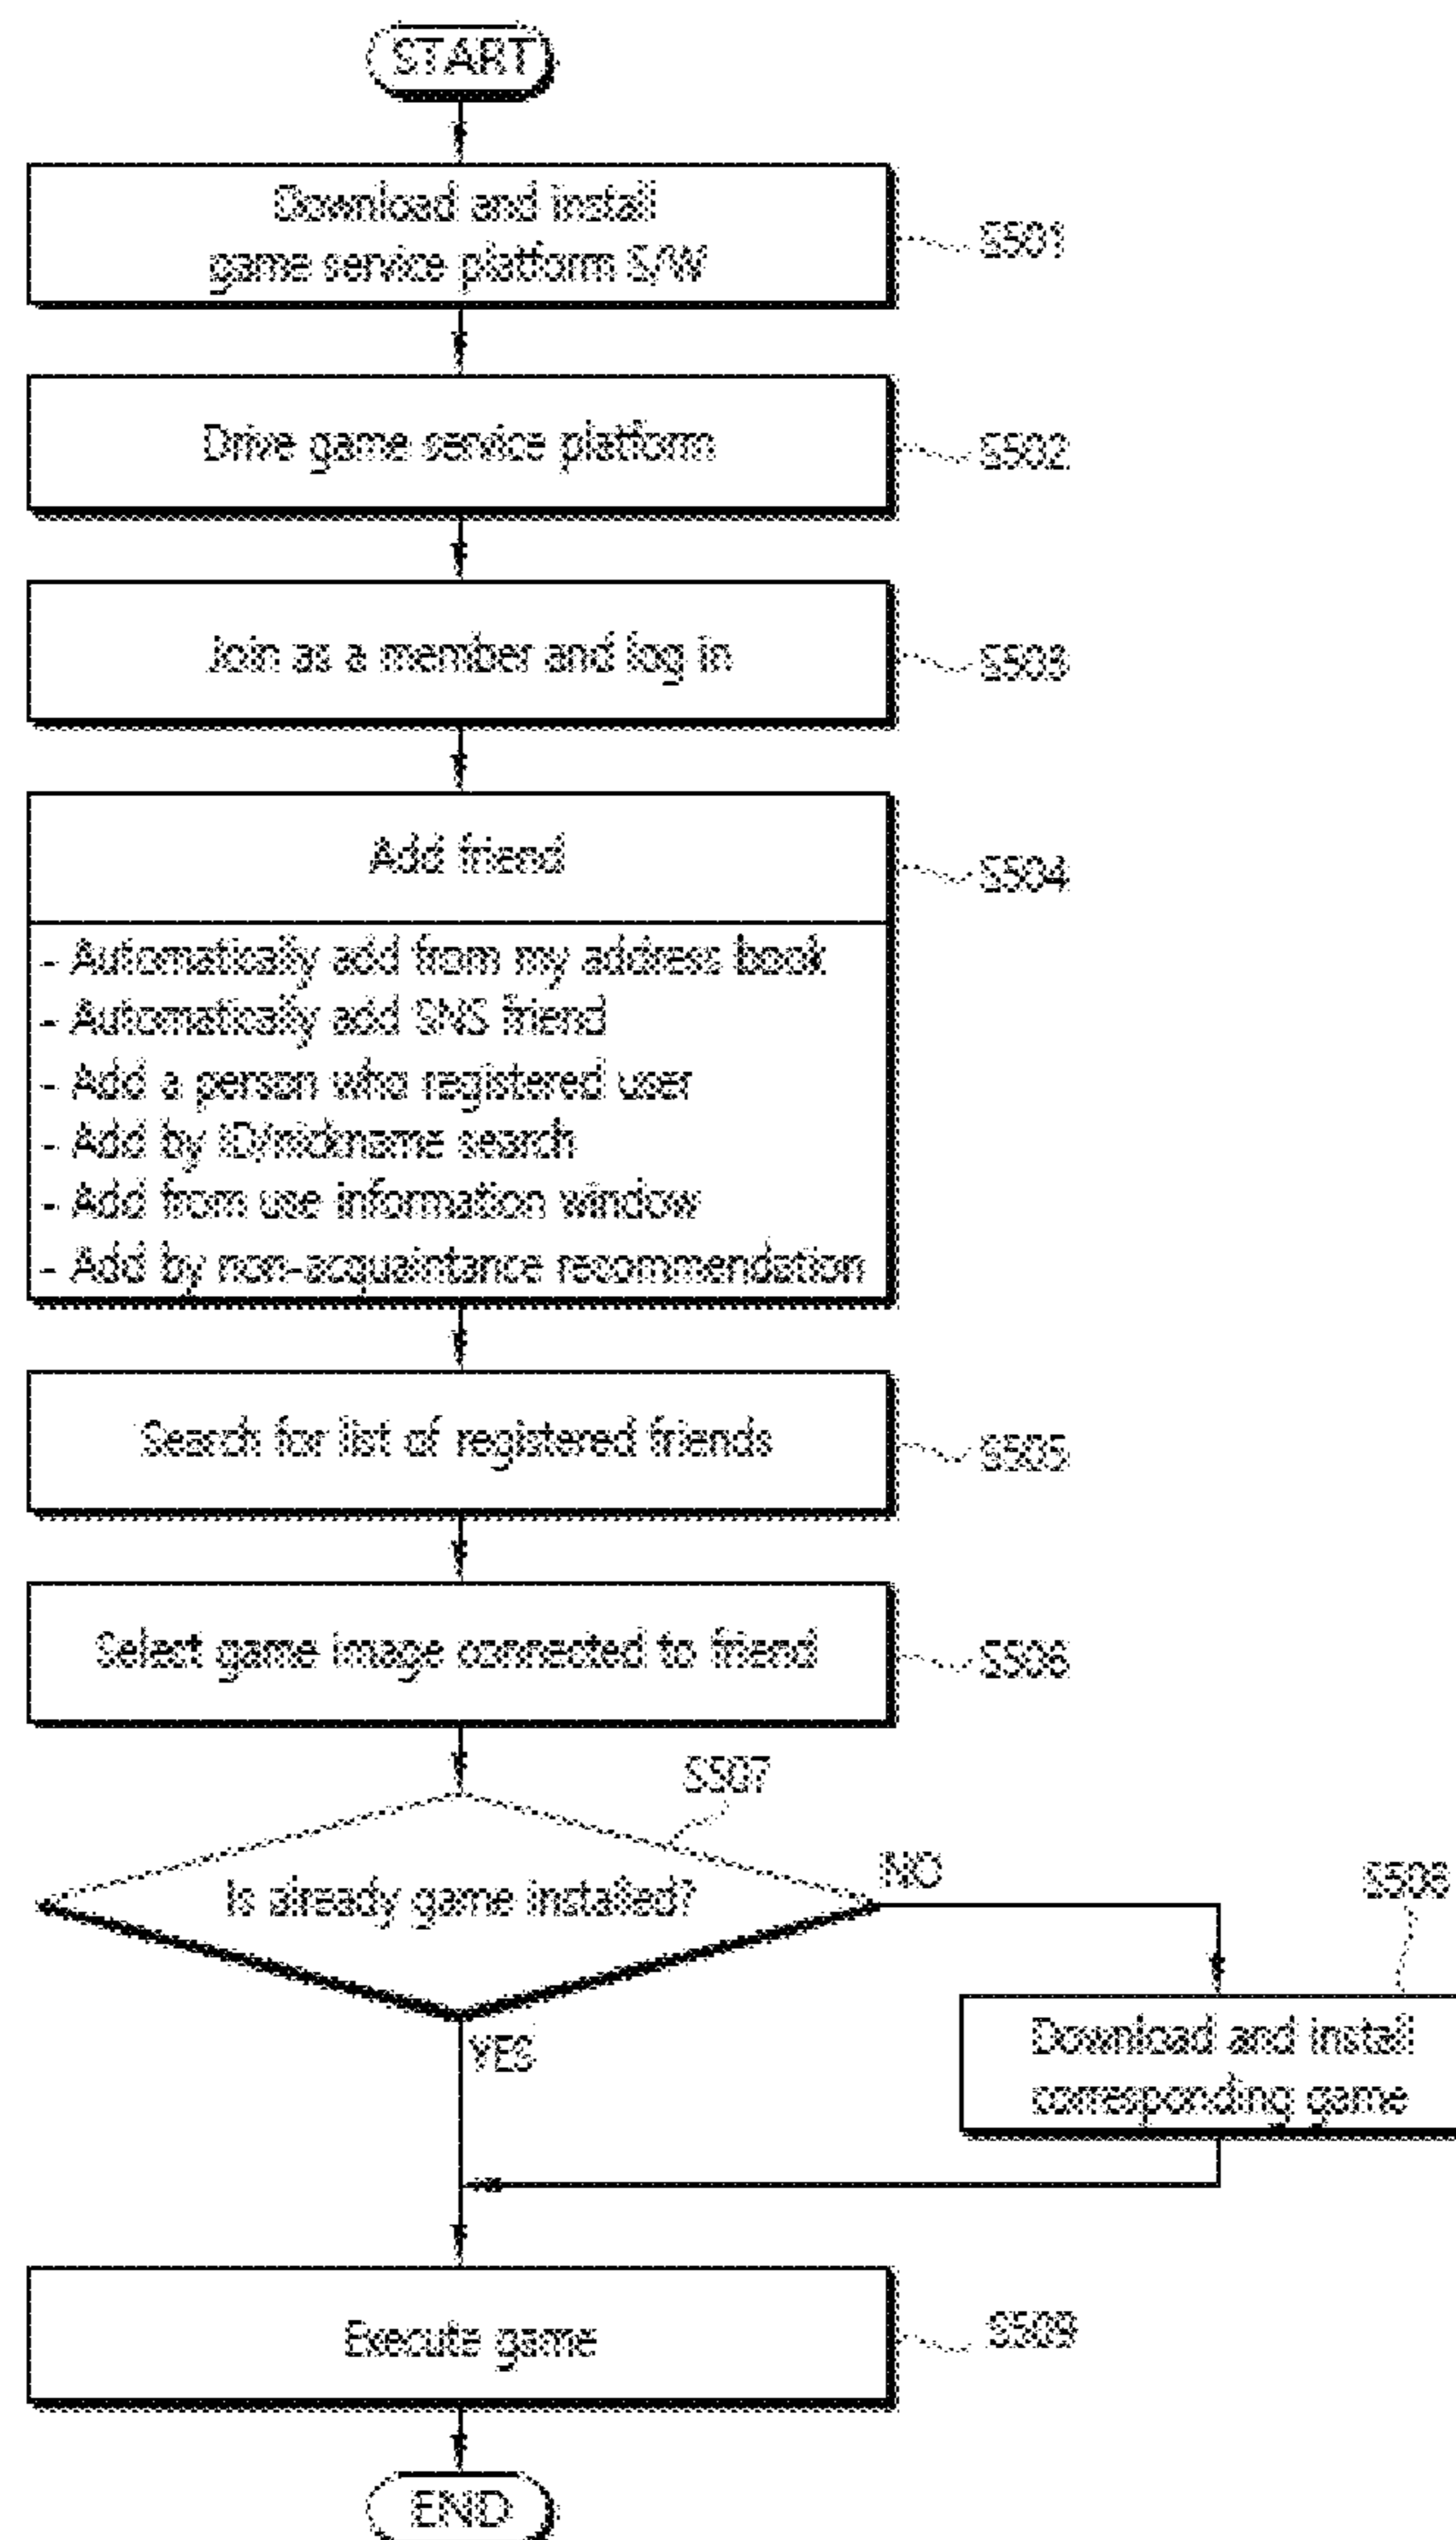 START
Download and install
game service platform S/W
S501
Drive game service platform
S502
Join as a member and log in
S503
Add friend
S504
- Automatically add from my address book
- Automatically add SNS friend
- Add a person who registered user
- Add by ID/nickname search
- Add from use information window
- Add by non-acquaintance recommendation
Search for list of registered friends
S505
Select game image connected to friend
S506
S507
Is already game installed?
NO
S508
YES
Download and install
corresponding game
Execute game
S509
END